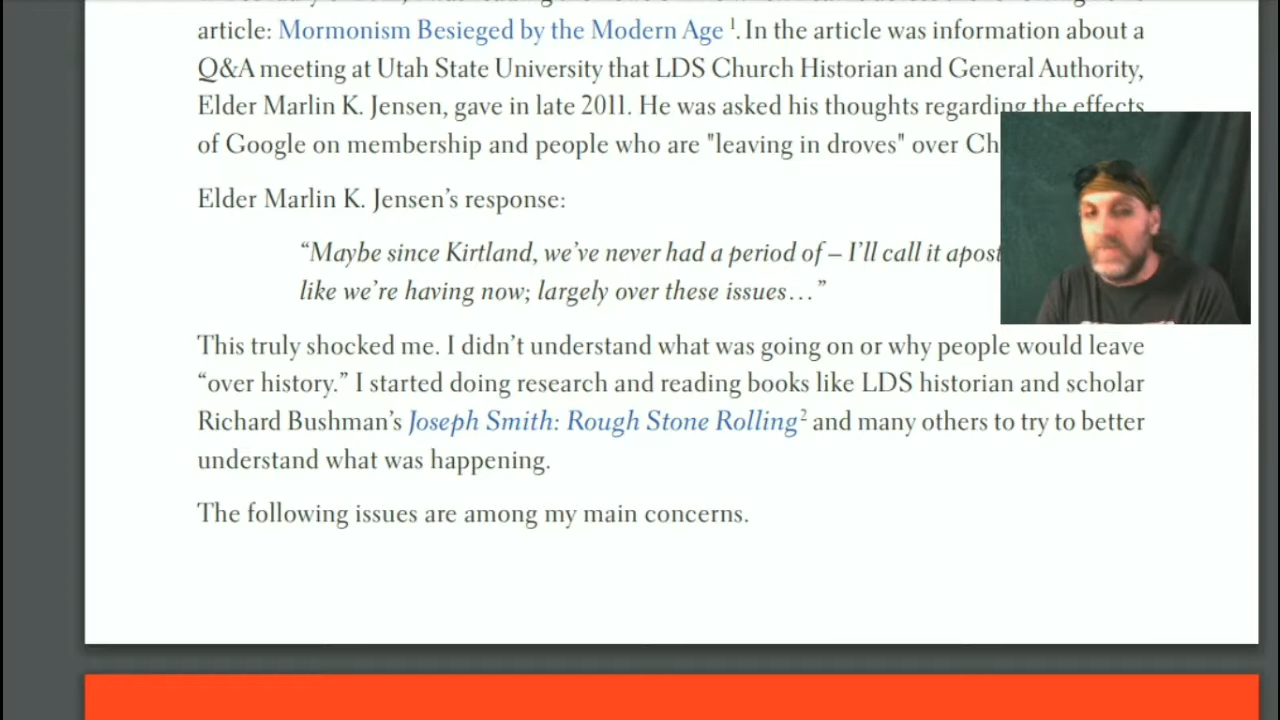 article: Mormonism Besieged by the Modern Age ¹. In the article was information about a
Q&A meeting at Utah State University that LDS Church Historian and General Authority,
Elder Marlin K. Jensen, gave in late 2011. He was asked his thoughts regarding the effects
of Google on membership and people who are "leaving in droves" over Ch
Elder Marlin K. Jensen’s response:
“Maybe since Kirtland, we’ve never had a period of – I’ll call it apost
like we’re having now; largely over these issues…”
This truly shocked me. I didn’t understand what was going on or why people would leave
“over history.” I started doing research and reading books like LDS historian and scholar
Richard Bushman’s Joseph Smith: Rough Stone Rolling² and many others to try to better
understand what was happening.
The following issues are among my main concerns.